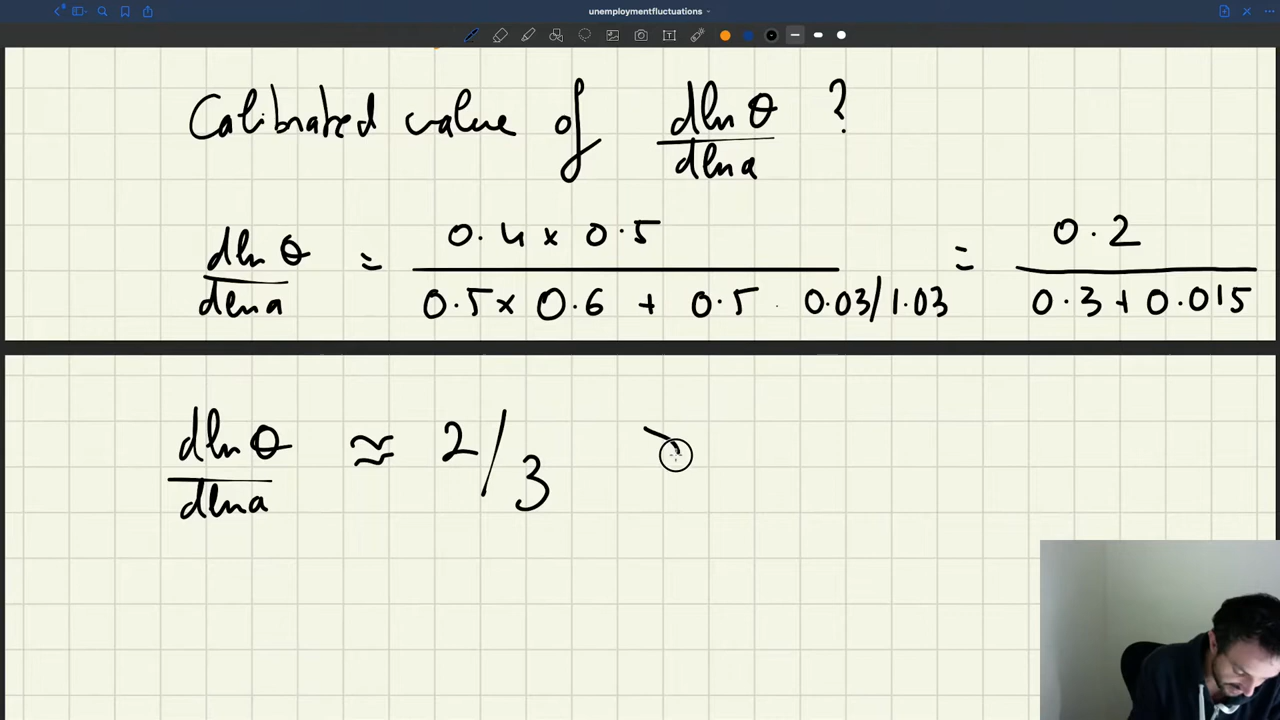 unemploymentfluctuations
Calibrated value of dlnθ/dlna ?
dlnθ/dlna = 0.4 × 0.5 / 0.5 × 0.6 + 0.5 · 0.03/1.03 = 0.2 / 0.3 + 0.015
dlnθ/dlna ≈ 2/3